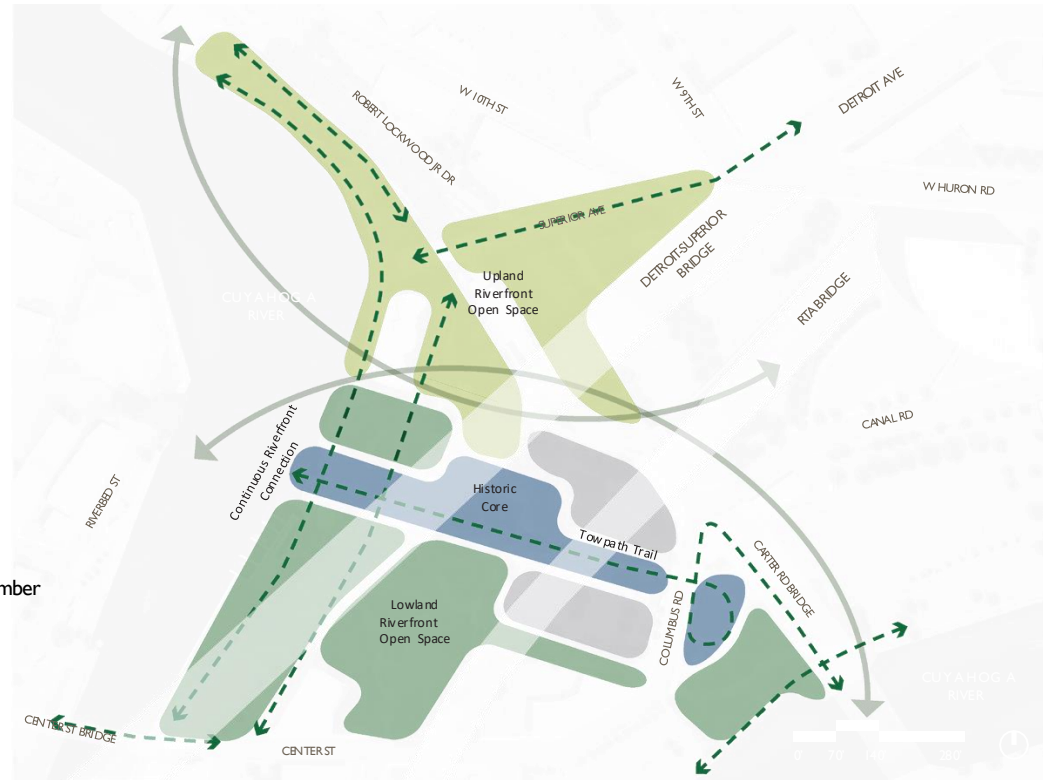 W 10TH ST
W 9TH ST
DETROIT AVE
ROBERT LOCKWOOD JR DR
W HURON RD
SUPERIOR AVE
DETROIT-SUPERIOR
BRIDGE
Upland
Riverfront
Open Space
RTA BRIDGE
CUYAHOGA
RIVER
CANAL RD
Continuous Riverfront
Connection
RIVERBED ST
Historic
Core
Towpath Trail
CARTER RD BRIDGE
mber
COLUMBUS RD
Lowland
Riverfront
Open Space
CUYAHOGA
RIVER
CENTER ST BRIDGE
CENTER ST
0 70 140 280